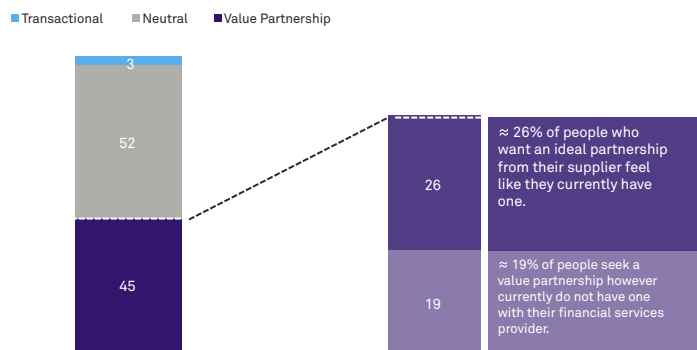 Transactional Neutral Value Partnership
3
52
45
26
19
≈ 26% of people who
want an ideal partnership
from their supplier feel
like they currently have
one.
≈ 19% of people seek a
value partnership however
currently do not have one
with their financial services
provider.